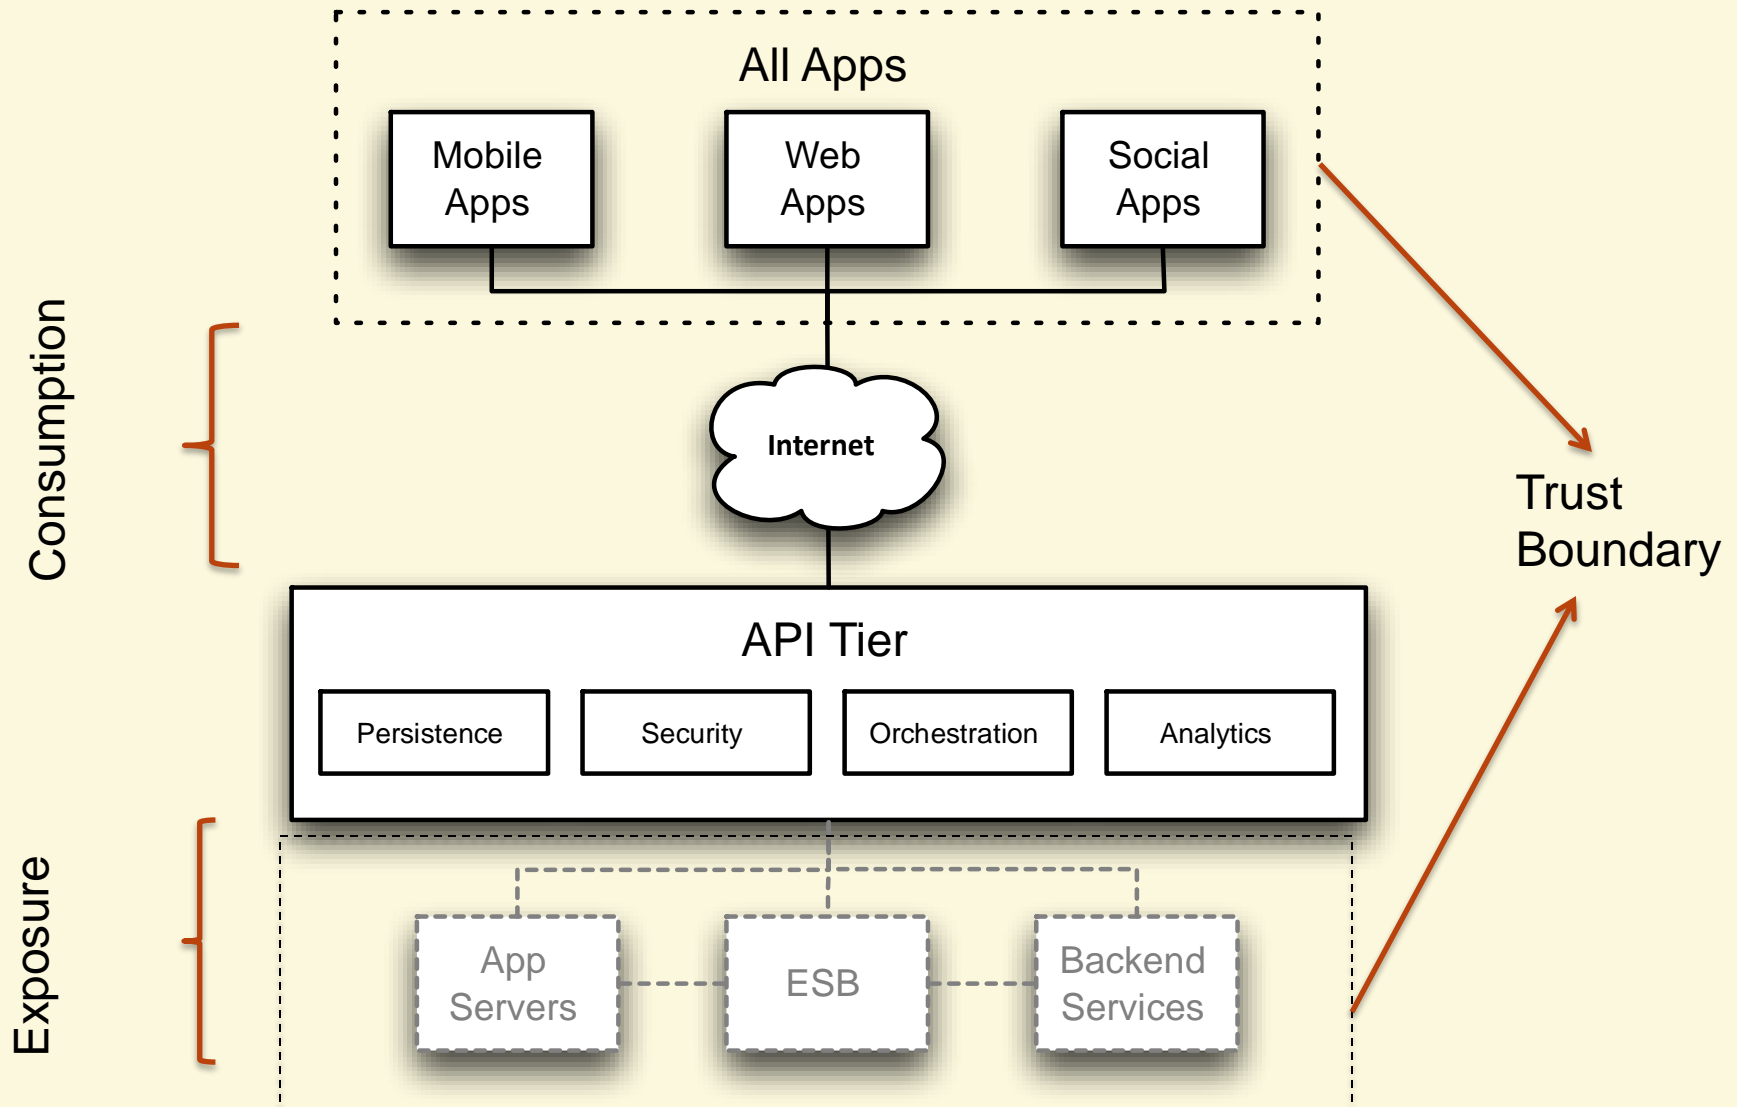 All Apps
Mobile
Apps
Web
Apps
Social
Apps
Consumption
Internet
Trust
Boundary
API Tier
Persistence
Security
Orchestration
Analytics
Exposure
App
Servers
ESB
Backend
Services